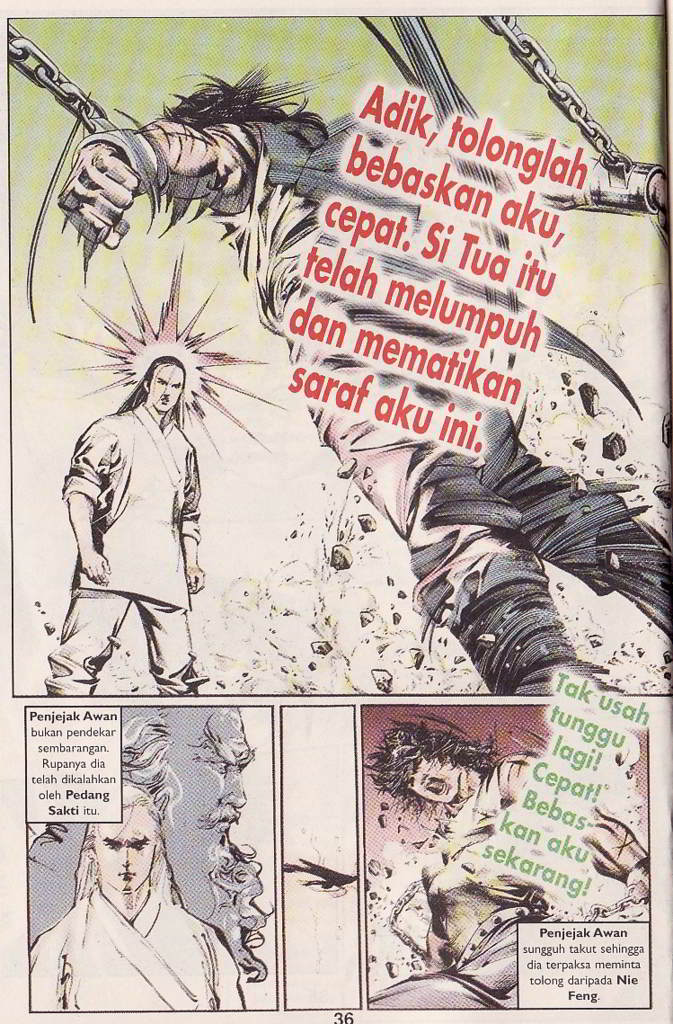 Adik, tolonglah
bebaskan aku,
cepat. Si Tua itu
telah melumpuh
dan mematikan
saraf aku ini.
Penjejak Awan
bukan pendekar
sembarangan.
Rupanya dia
telah dikalahkan
oleh Pedang
Sakti itu.
Tak usah
tunggu
lagi!
Cepat!
Bebas-
kan aku
sekarang!
Penjejak Awan
sungguh takut sehingga
dia terpaksa meminta
tolong daripada Nie
Feng.
36